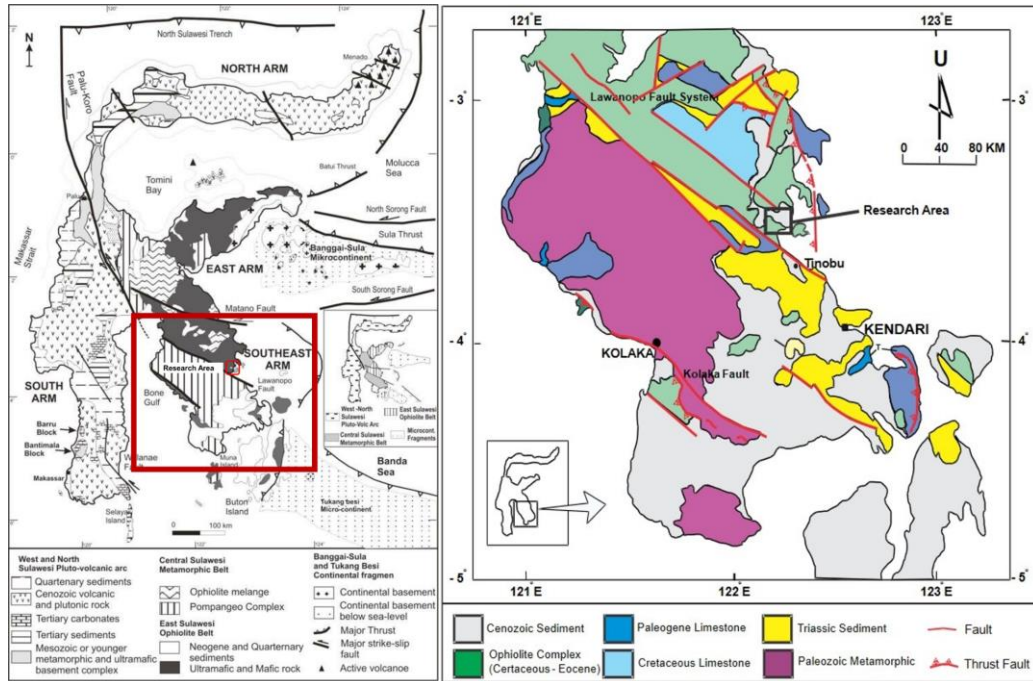 N
North Sulawesi Trench
Menado
NORTH ARM
Palu-Koro
Fault
Molucca
Sea
Batui Thrust
Tomini
Bay
Palu
North Sorong Fault
Sula Thrust
Makassar
Strait
Banggai-Sula
Mikrocontinent
EAST ARM
South Sorong Fault
Matano Fault
SOUTHEAST
ARM
Research Area
Lawanopo
Fault
SOUTH
ARM
Bone
Gulf
West-North
Sulawesi
Pluto-Volc Arc
East Sulawesi
Ophiolite Belt
Central Sulawesi
Metamorphic Belt
Microcont.
Fragments
Barru
Block
Bantimala
Block
Makassar
Muna
Island
Banda
Sea
Buton
Island
Selayar
Island
Tukang besi
Micro-continent
0 100 km
West and North
Sulawesi Pluto-volcanic arc
Quartenary sediments
Cenozoic volcanic
and plutonic rock
Tertiary carbonates
Tertiary sediments
Mesozoic or younger
metamorphic and ultramafic
basement complex
Central Sulawesi
Metamorphic Belt
Ophiolite melange
Pompangeo Complex
East Sulawesi
Ophiolite Belt
Neogene and Quartenary
sediments
Ultramafic and Mafic rock
Banggai-Sula
and Tukang Besi
Continental fragmen
Continental basement
Continental basement
below sea-level
Major Thrust
Major strike-slip
fault
Active volcanoe
121°E
123°E
U
0 40 80 KM
-3°
Lawanopo Fault System
Research Area
Tinobu
KENDARI
-4°
KOLAKA
Kolaka Fault
-5°
121°E
122°E
123°E
Cenozoic Sediment
Paleogene Limestone
Triassic Sediment
Fault
Ophiolite Complex
(Certaceous - Eocene)
Cretaceous Limestone
Paleozoic Metamorphic
Thrust Fault